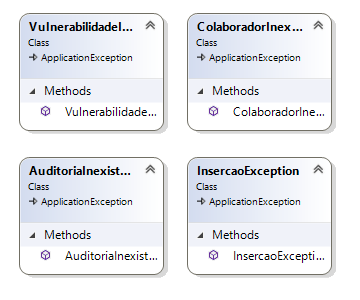 VulnerabilidadeI...
Class
ApplicationException
Methods
Vulnerabilidade...
ColaboradorInex...
Class
ApplicationException
Methods
ColaboradorIne...
AuditoriaInexist...
Class
ApplicationException
Methods
AuditoriaInexist...
InsercaoException
Class
ApplicationException
Methods
InsercaoExcepti...